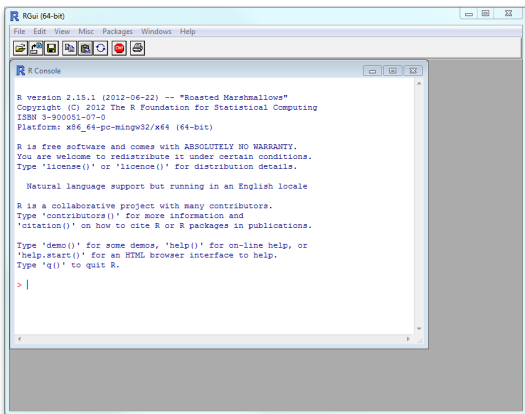 RGui (64-bit)
File Edit View Misc Packages Windows Help
R Console
R version 2.15.1 (2012-06-22) -- "Roasted Marshmallows"
Copyright (C) 2012 The R Foundation for Statistical Computing
ISBN 3-900051-07-0
Platform: x86_64-pc-mingw32/x64 (64-bit)
R is free software and comes with ABSOLUTELY NO WARRANTY.
You are welcome to redistribute it under certain conditions.
Type 'license()' or 'licence()' for distribution details.
Natural language support but running in an English locale
R is a collaborative project with many contributors.
Type 'contributors()' for more information and
'citation()' on how to cite R or R packages in publications.
Type 'demo()' for some demos, 'help()' for on-line help, or
'help.start()' for an HTML browser interface to help.
Type 'q()' to quit R.
>